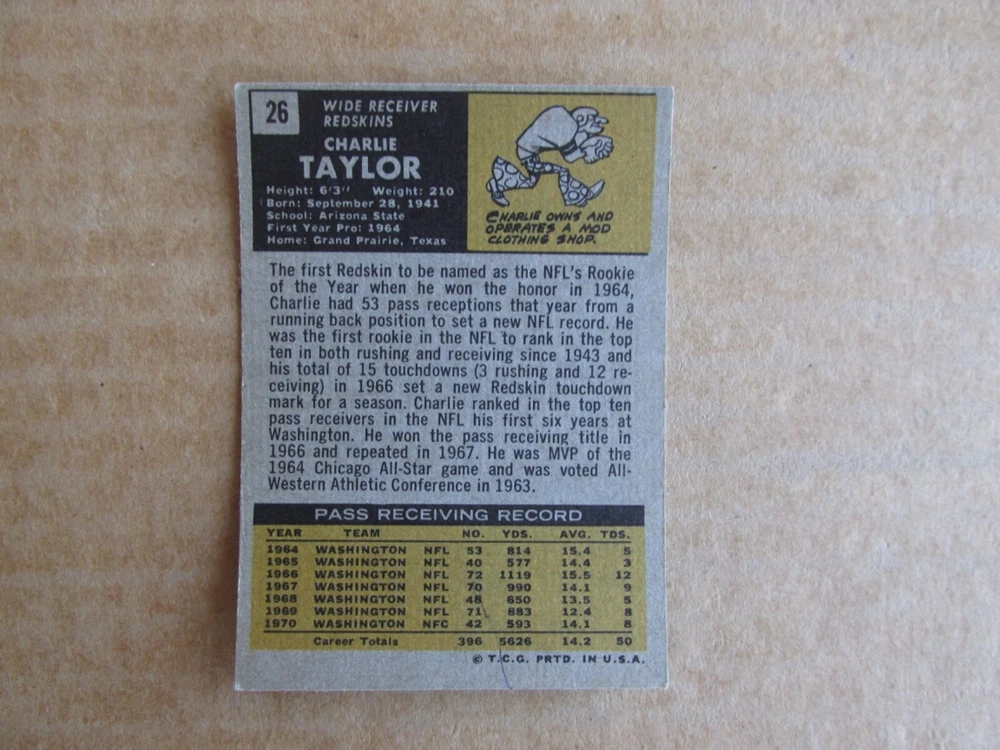 26
WIDE RECEIVER
REDSKINS
CHARLIE
TAYLOR
Height: 6'3" Weight: 210
Born: September 28, 1941
School: Arizona State
First Year Pro: 1964
Home: Grand Prairie, Texas
CHARLIE OWNS AND
OPERATES A MOD
CLOTHING SHOP.
The first Redskin to be named as the NFL's Rookie
of the Year when he won the honor in 1964,
Charlie had 53 pass receptions that year from a
running back position to set a new NFL record. He
was the first rookie in the NFL to rank in the top
ten in both rushing and receiving since 1943 and
his total of 15 touchdowns (3 rushing and 12 re-
ceiving) in 1966 set a new Redskin touchdown
mark for a season. Charlie ranked in the top ten
pass receivers in the NFL his first six years at
Washington. He won the pass receiving title in
1966 and repeated in 1967. He was MVP of the
1964 Chicago All-Star game and was voted All-
Western Athletic Conference in 1963.
PASS RECEIVING RECORD
YEAR TEAM NO. YDS. AVG. TDS.
1964 WASHINGTON NFL 53 814 15.4 5
1965 WASHINGTON NFL 40 577 14.4 3
1966 WASHINGTON NFL 72 1119 15.5 12
1967 WASHINGTON NFL 70 990 14.1 9
1968 WASHINGTON NFL 48 650 13.5 5
1969 WASHINGTON NFL 71 883 12.4 8
1970 WASHINGTON NFC 42 593 14.1 8
Career Totals 396 5626 14.2 50
© T.C.G. PRTD. IN U.S.A.